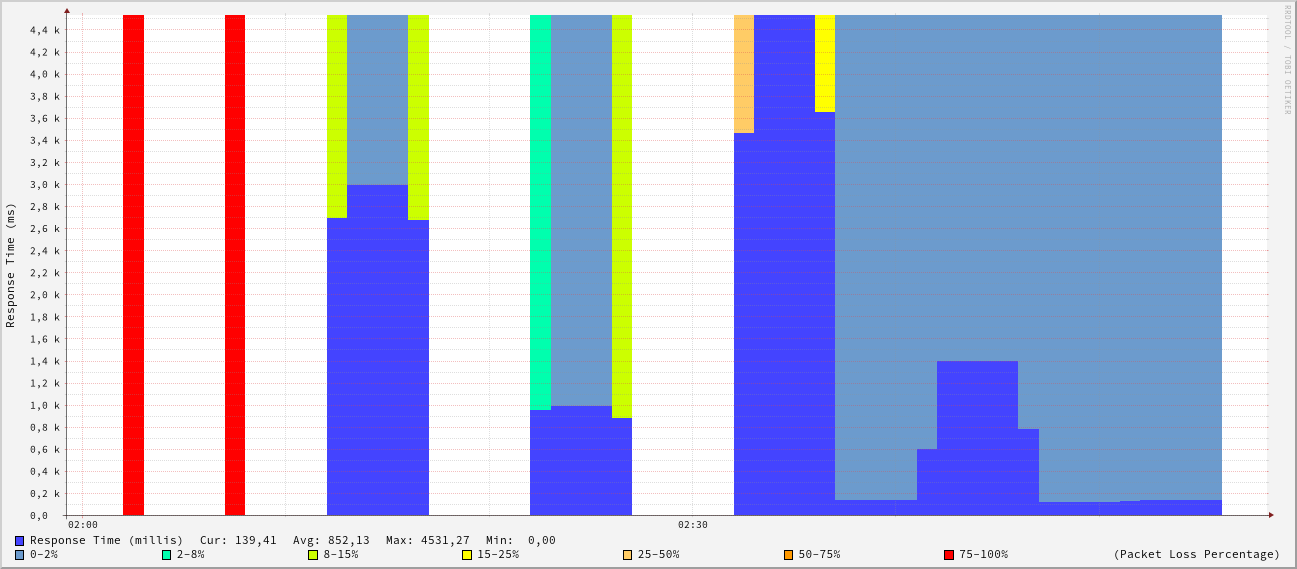 RRDTOOL / TOBI OETIKER
Response Time (ms)
4,4 k
4,2 k
4,0 k
3,8 k
3,6 k
3,4 k
3,2 k
3,0 k
2,8 k
2,6 k
2,4 k
2,2 k
2,0 k
1,8 k
1,6 k
1,4 k
1,2 k
1,0 k
0,8 k
0,6 k
0,4 k
0,2 k
0,0
02:00 02:30
Response Time (millis) Cur: 139,41 Avg: 852,13 Max: 4531,27 Min: 0,00
0-2% 2-8% 8-15% 15-25% 25-50% 50-75% 75-100% (Packet Loss Percentage)